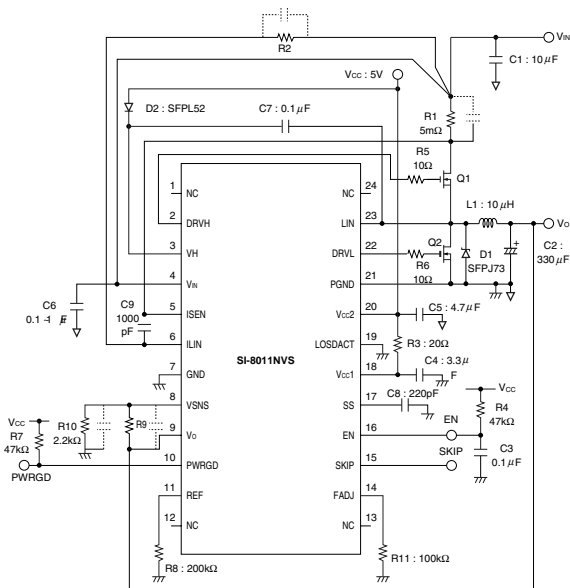 R2
VIN
C1 : 10μF
VCC : 5V
D2 : SFPL52
C7 : 0.1μF
R1
5mΩ
R5
10Ω
Q1
1
NC
NC
24
L1 : 10μH
2
DRVH
LIN
23
VO
3
VH
DRVL
22
Q2
D1
SFPJ73
C2 :
330μF
R6
10Ω
4
VIN
PGND
21
C6
0.1 -1 μF
C9
1000
pF
5
ISEN
VCC2
20
C5 : 4.7μF
6
ILIN
LOSDACT
19
R3 : 20Ω
SI-8011NVS
C4 : 3.3μ
F
7
GND
VCC1
18
C8 : 220pF
VCC
8
VSNS
SS
17
R4
47kΩ
VCC
R7
47kΩ
R10
2.2kΩ
R9
9
VO
EN
16
EN
SKIP
C3
0.1μF
10
PWRGD
SKIP
15
PWRGD
11
REF
FADJ
14
12
NC
NC
13
R8 : 200kΩ
R11 : 100kΩ